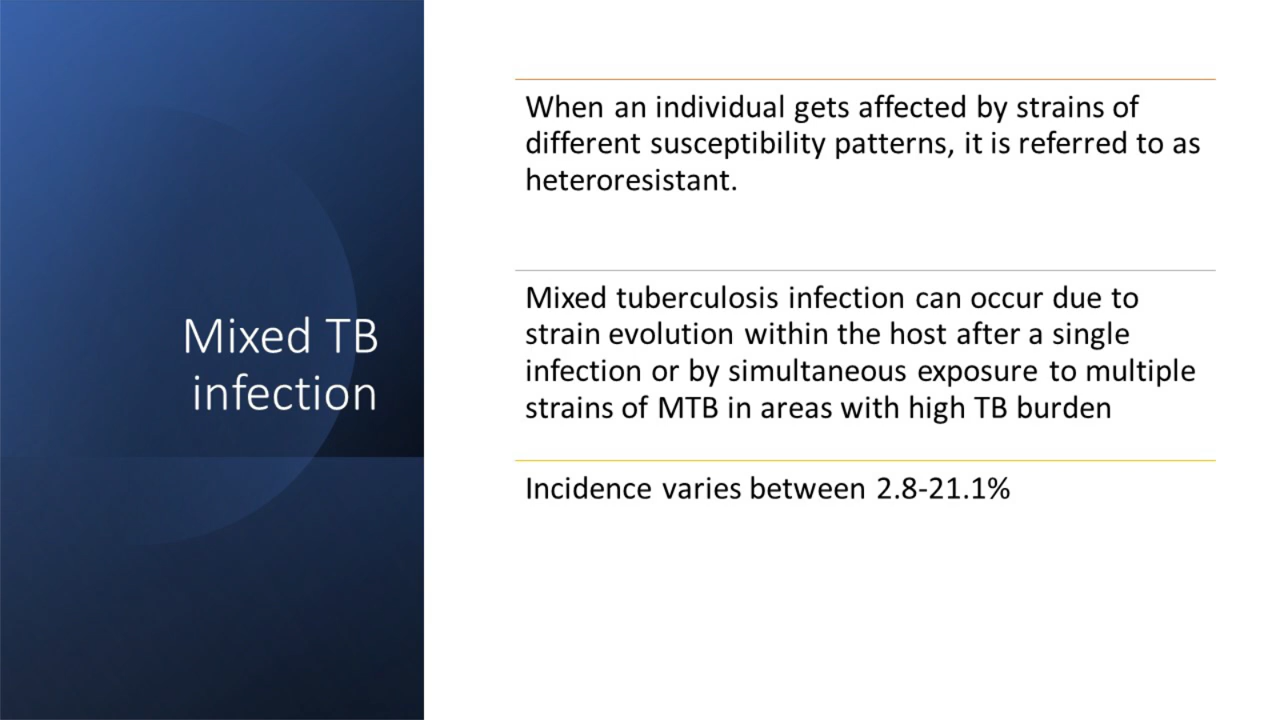 Mixed TB
infection
When an individual gets affected by strains of
different susceptibility patterns, it is referred to as
heteroresistant.
Mixed tuberculosis infection can occur due to
strain evolution within the host after a single
infection or by simultaneous exposure to multiple
strains of MTB in areas with high TB burden
Incidence varies between 2.8-21.1%